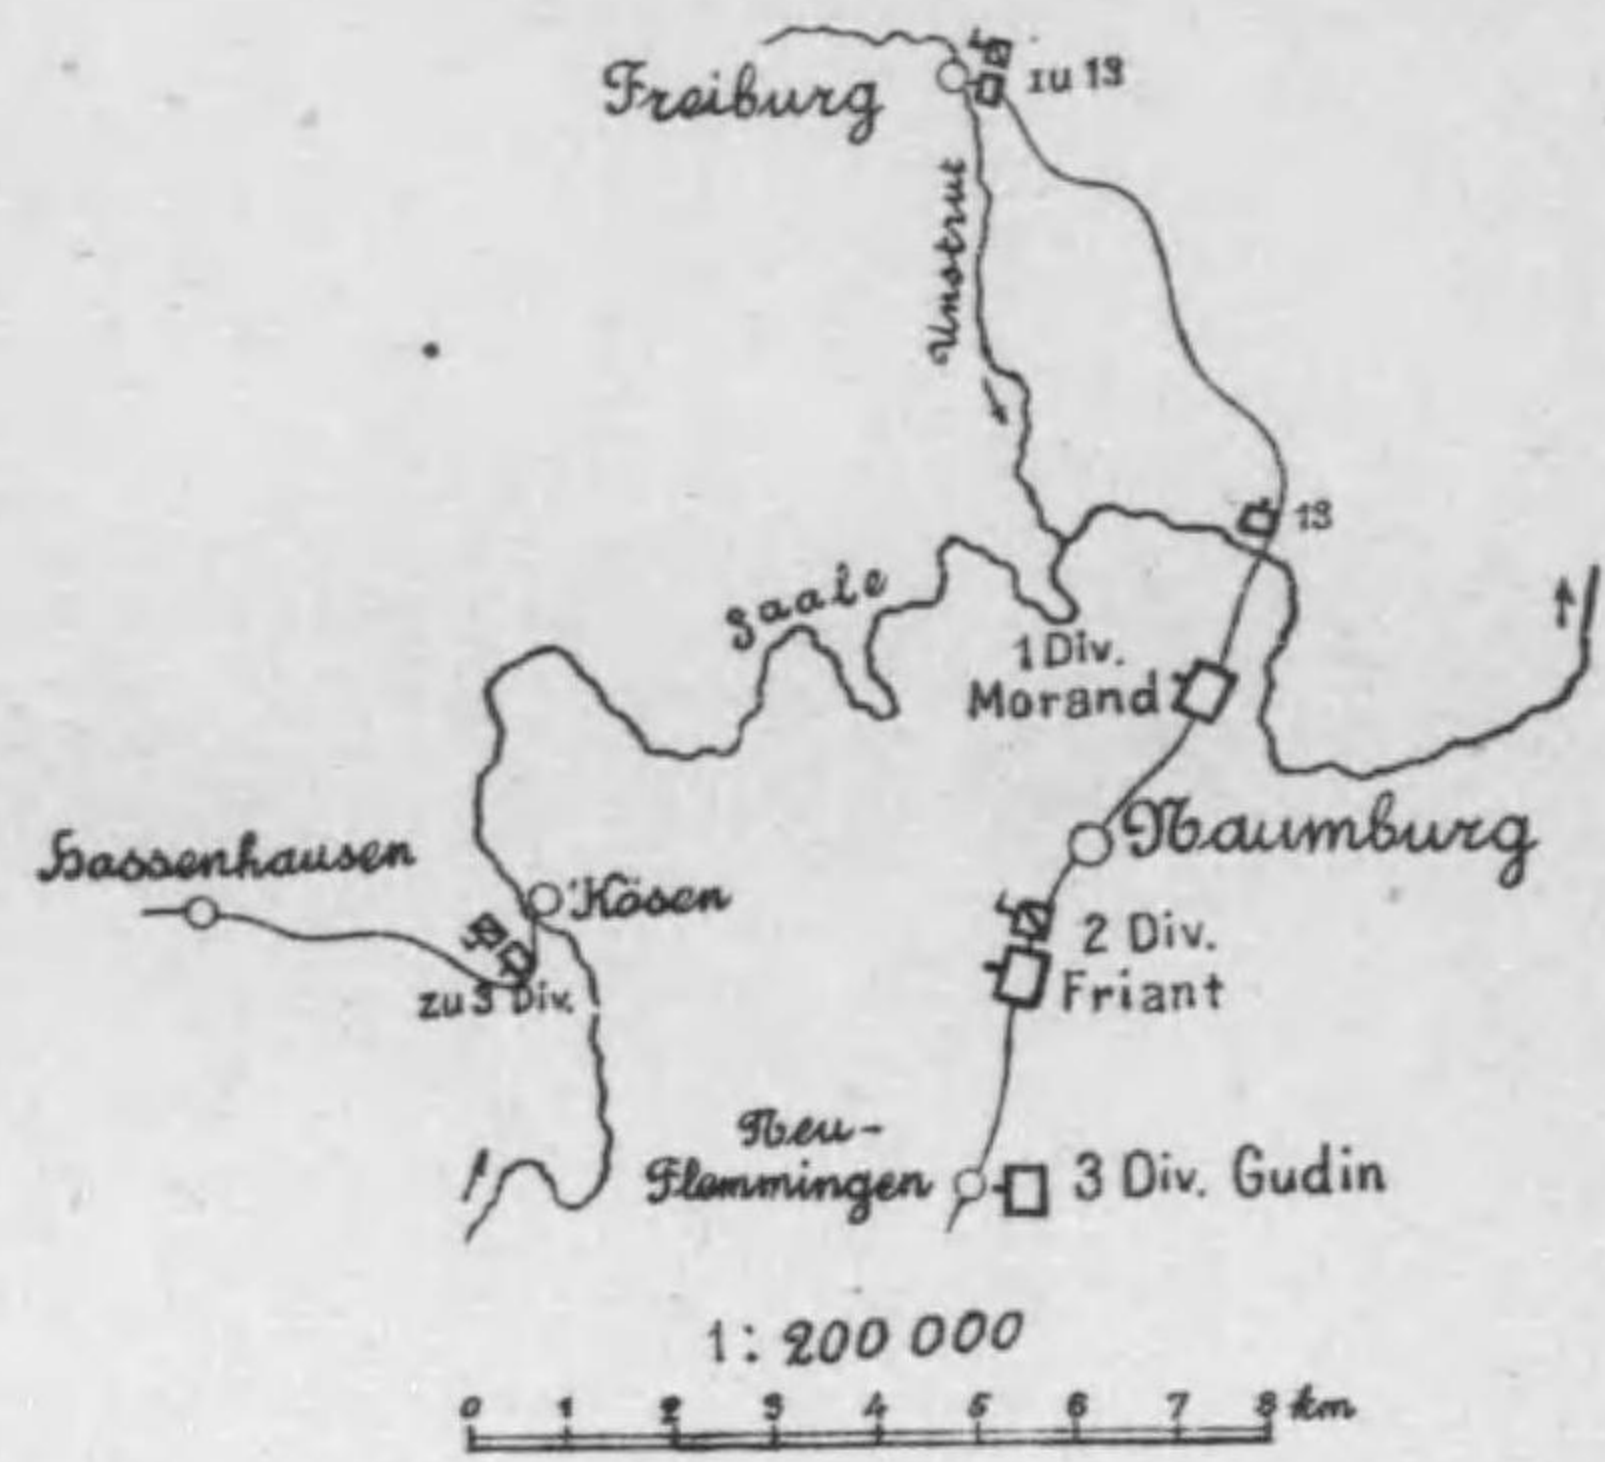 Freiburg
zu 13
Unstrut
13
Saale
1 Div.
Morand
Naumburg
Hassenhausen
Kösen
2 Div.
Friant
zu 3 Div.
Neu-
Flemmingen
3 Div. Gudin
1:200 000
0 1 2 3 4 5 6 7 8 km